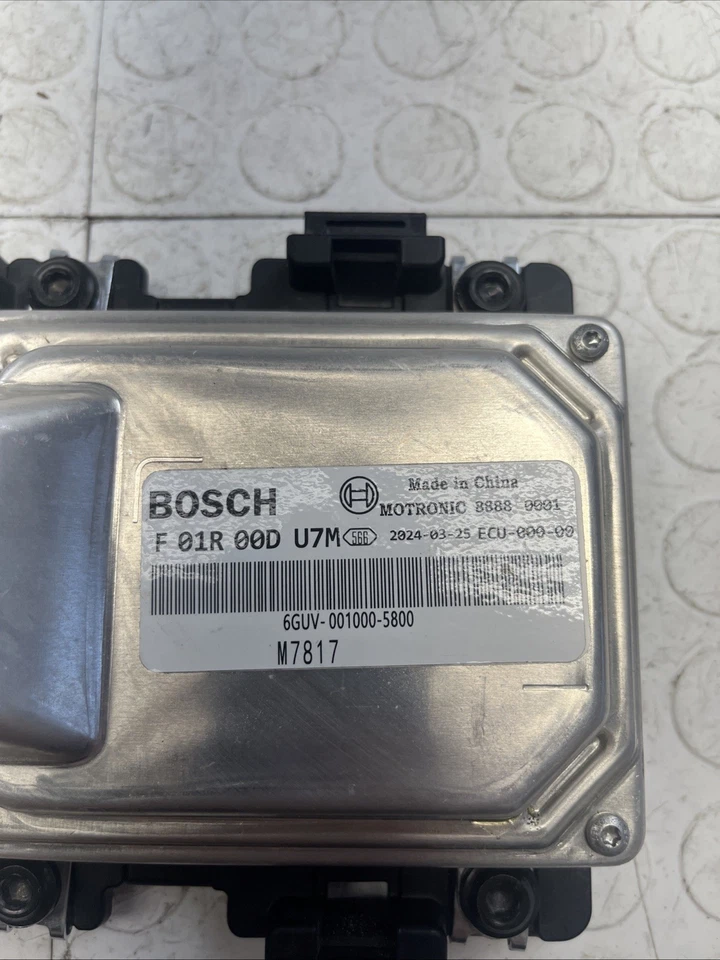 Made in China
BOSCH MOTRONIC 8888 0001
F 01R 00D U7M 566 2024-03-25 ECU-000-00
6GUV-001000-5800
M7817